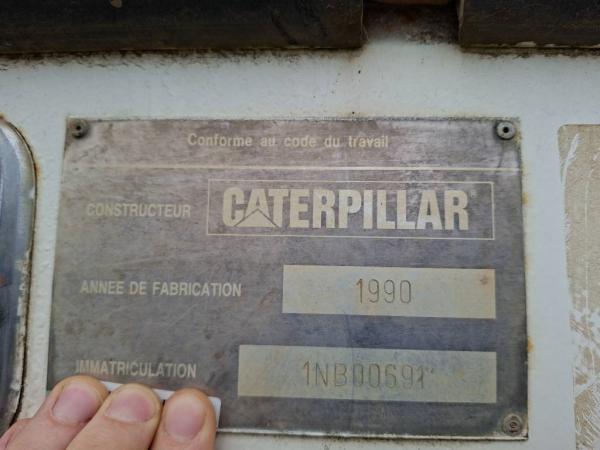 Conforme au code du travail
CONSTRUCTEUR CATERPILLAR
ANNEE DE FABRICATION 1990
IMMATRICULATION 1NB00691